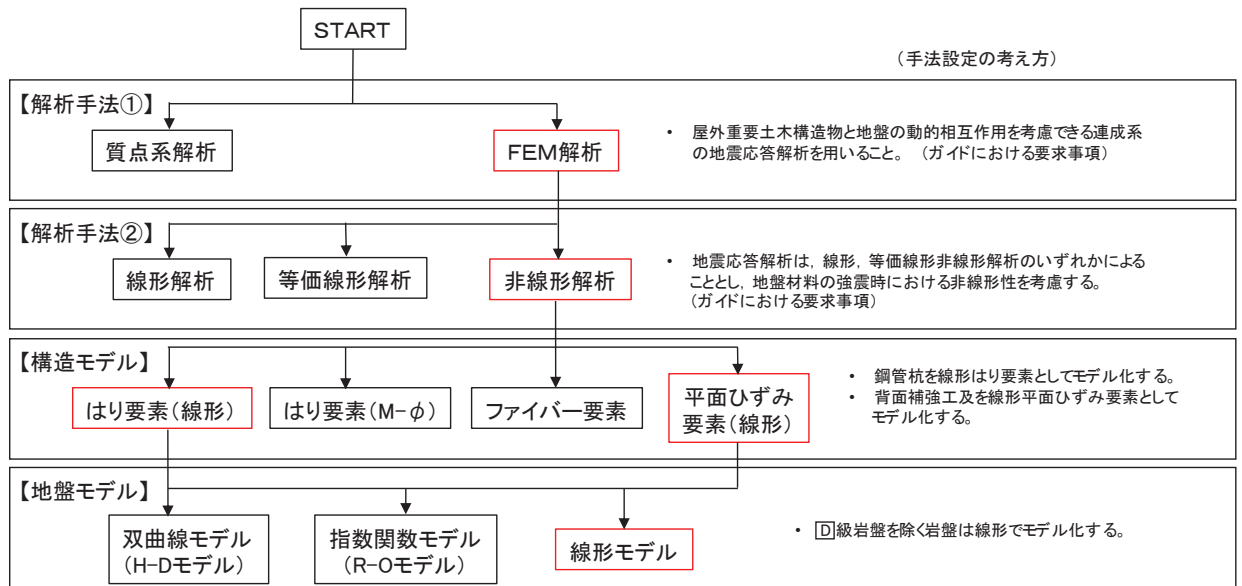 START
（手法設定の考え方）
【解析手法①】
質点系解析
FEM解析
・ 屋外重要土木構造物と地盤の動的相互作用を考慮できる連成系
の地震応答解析を用いること。（ガイドにおける要求事項）
【解析手法②】
線形解析
等価線形解析
非線形解析
・ 地震応答解析は，線形，等価線形非線形解析のいずれかによる
こととし，地盤材料の強震時における非線形性を考慮する。
（ガイドにおける要求事項）
【構造モデル】
はり要素（線形）
はり要素（M-φ）
ファイバー要素
平面ひずみ
要素（線形）
・ 鋼管杭を線形はり要素としてモデル化する。
・ 背面補強工及を線形平面ひずみ要素として
モデル化する。
【地盤モデル】
双曲線モデル
（H-Dモデル）
指数関数モデル
（R-Oモデル）
線形モデル
・ D級岩盤を除く岩盤は線形でモデル化する。